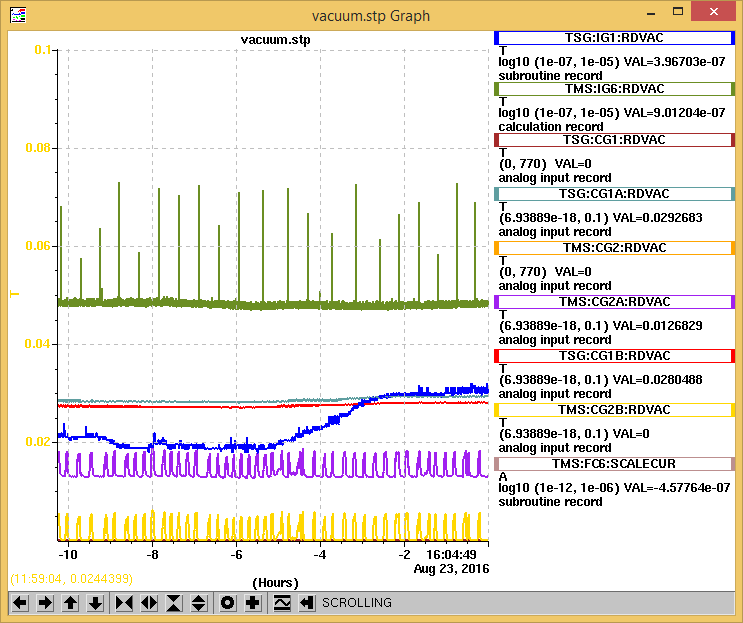 vacuum.stp Graph
vacuum.stp
0.1
0.08
0.06
T
0.04
0.02
-10
-8
-6
-4
-2
16:04:49
Aug 23, 2016
(11:59:04, 0.0244399)
(Hours)
TSG:IG1:RDVAC
T
log10 (1e-07, 1e-05) VAL=3.96703e-07
subroutine record
TMS:IG6:RDVAC
T
log10 (1e-07, 1e-05) VAL=9.01204e-07
calculation record
TSG:CG1:RDVAC
T
(0, 770) VAL=0
analog input record
TSG:CG1A:RDVAC
T
(6.93889e-18, 0.1) VAL=0.0292683
analog input record
TMS:CG2:RDVAC
T
(0, 770) VAL=0
analog input record
TMS:CG2A:RDVAC
T
(6.93889e-18, 0.1) VAL=0.0126829
analog input record
TSG:CG1B:RDVAC
T
(6.93889e-18, 0.1) VAL=0.0280488
analog input record
TMS:CG2B:RDVAC
T
(6.93889e-18, 0.1) VAL=0
analog input record
TMS:FC6:SCALECUR
A
log10 (1e-12, 1e-06) VAL=-4.57764e-07
subroutine record
SCROLLING